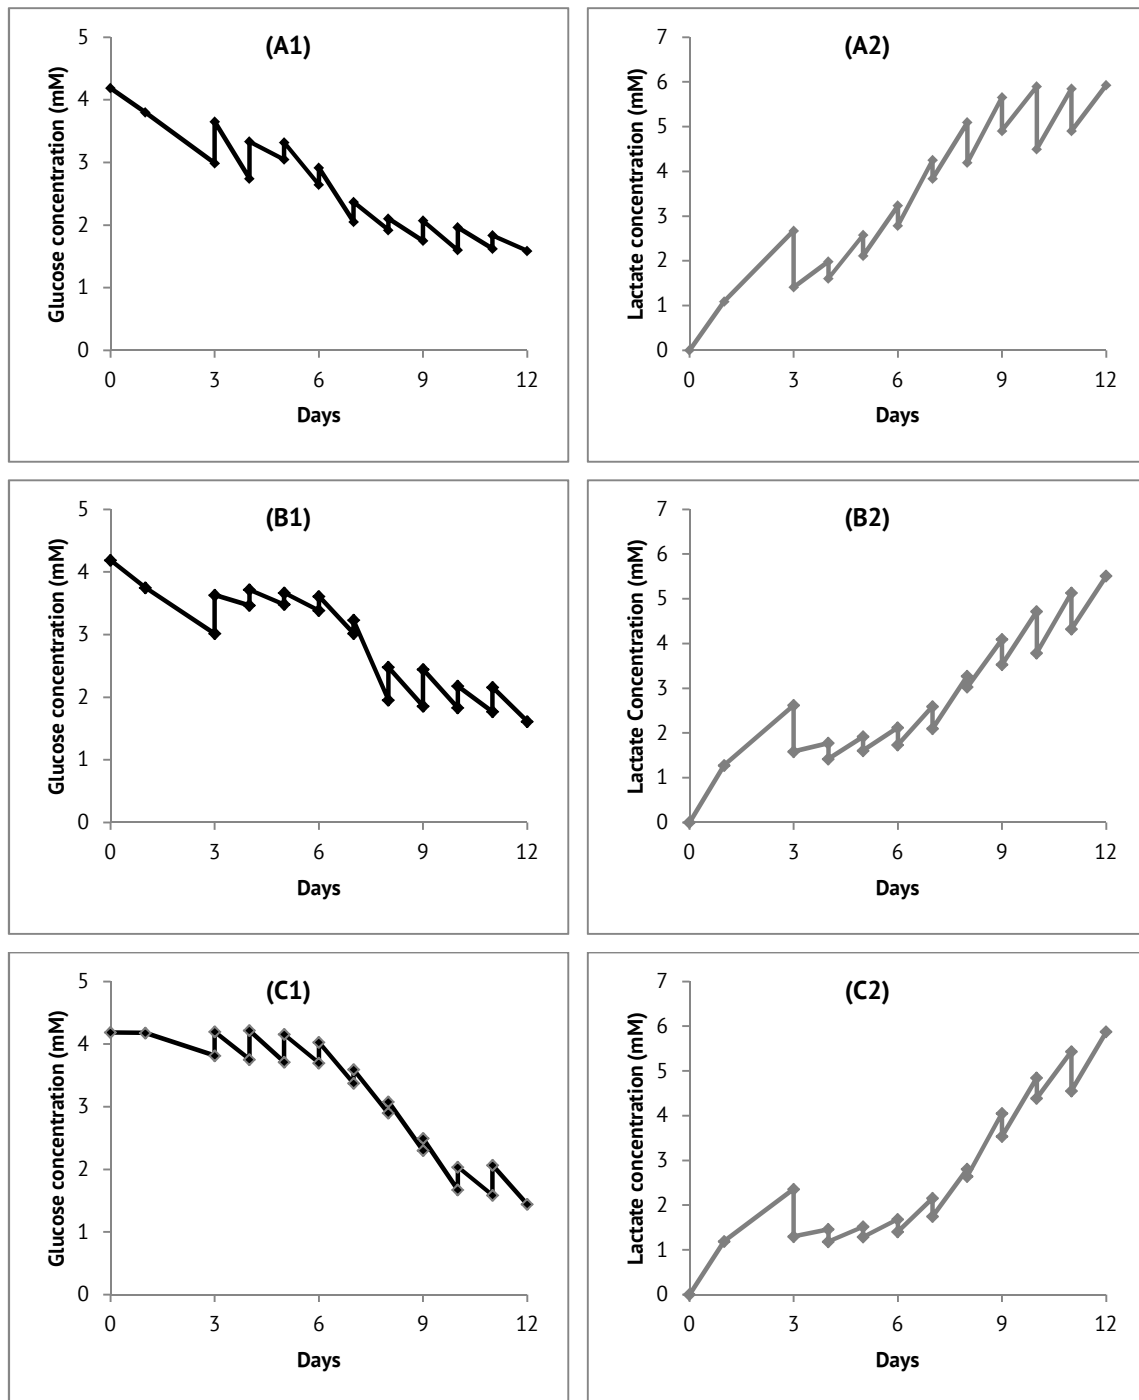 (A1)
Glucose concentration (mM)
5
4
3
2
1
0
0 3 6 9 12
Days
(A2)
Lactate concentration (mM)
7
6
5
4
3
2
1
0
0 3 6 9 12
Days
(B1)
Glucose concentration (mM)
5
4
3
2
1
0
0 3 6 9 12
Days
(B2)
Lactate Concentration (mM)
7
6
5
4
3
2
1
0
0 3 6 9 12
Days
(C1)
Glucose concentration (mM)
5
4
3
2
1
0
0 3 6 9 12
Days
(C2)
Lactate concentration (mM)
7
6
5
4
3
2
1
0
0 3 6 9 12
Days